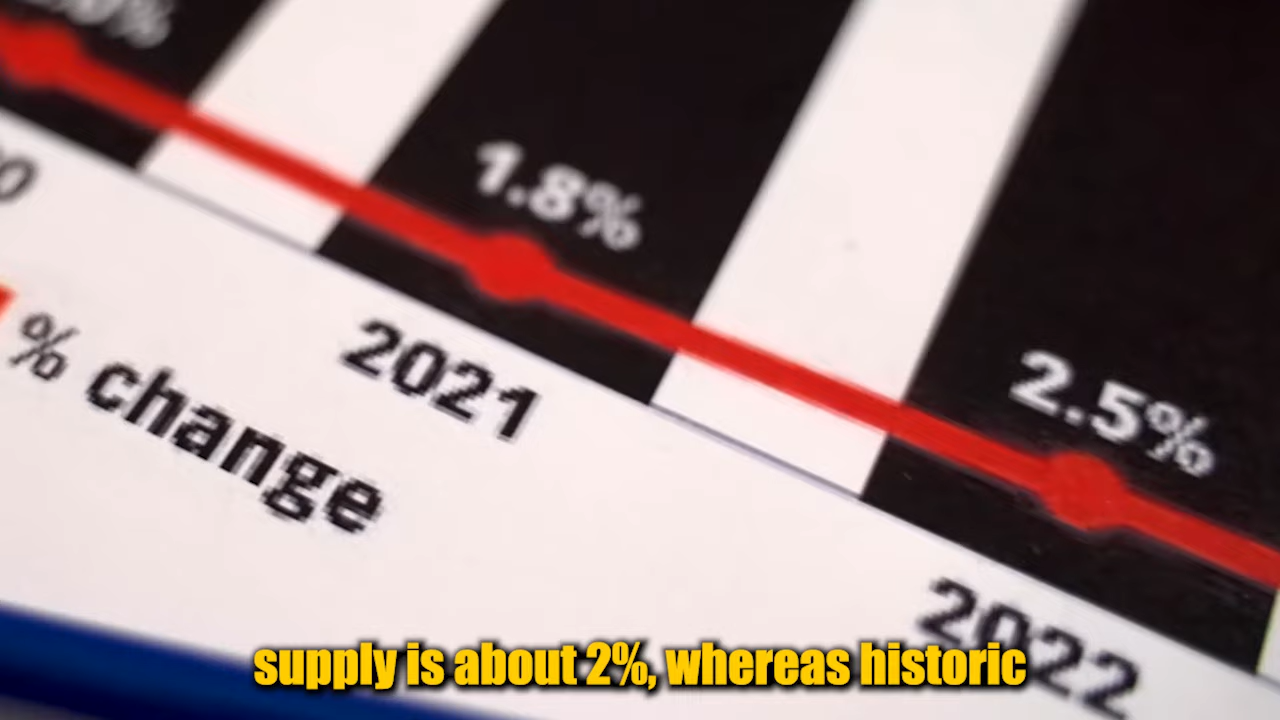 1.8%
2021
% change
2.5%
2022
supply is about 2%, whereas historic